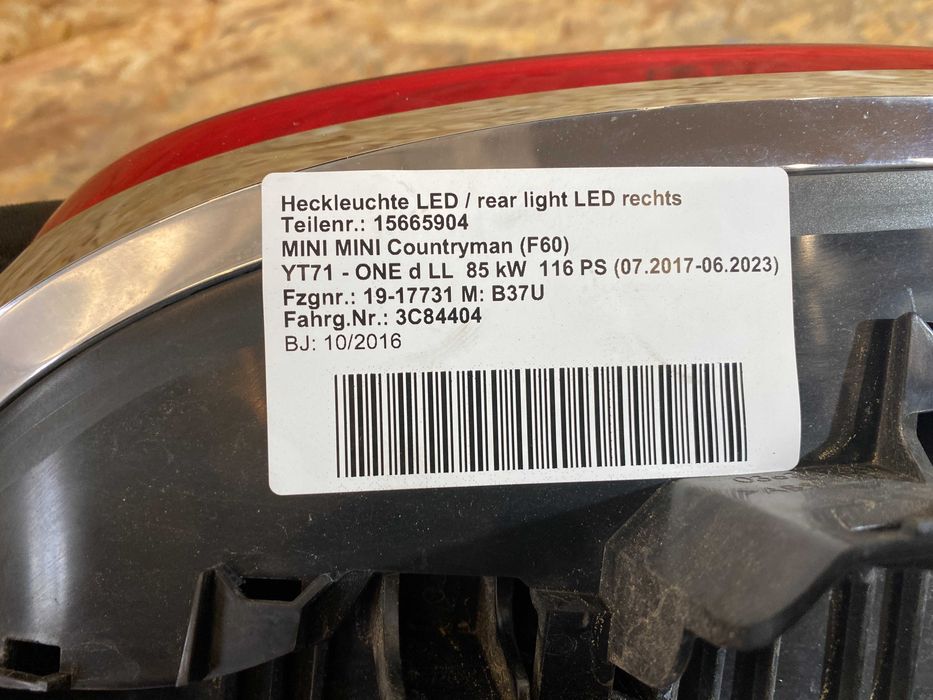 Heckleuchte LED / rear light LED rechts
Teilenr.: 15665904
MINI MINI Countryman (F60)
YT71 - ONE d LL 85 kW 116 PS (07.2017-06.2023)
Fzgnr.: 19-17731 M: B37U
Fahrg.Nr.: 3C84404
BJ: 10/2016